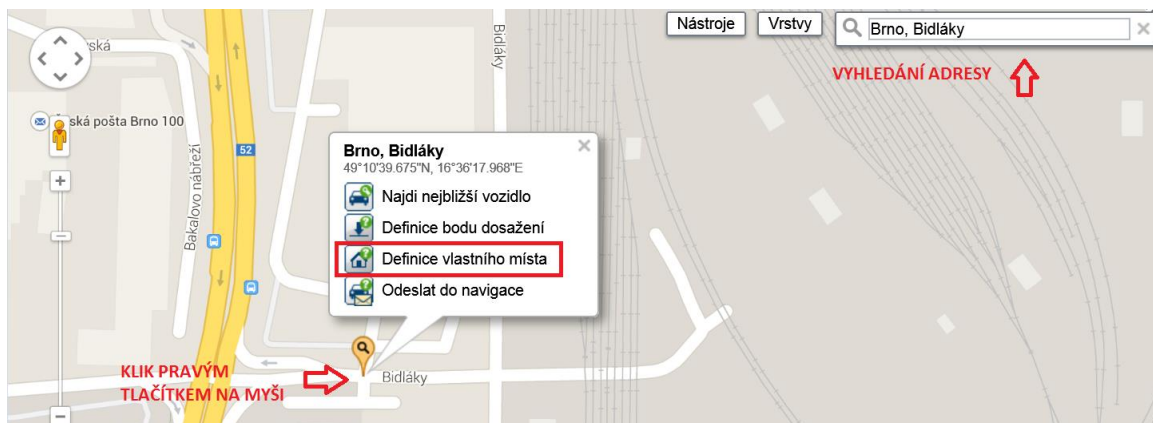 Nástroje
Vrstvy
Brno, Bidláky
VYHLEDÁNÍ ADRESY
ská
ská pošta Brno 100
52
Bakalovo nábřeží
Bidláky
Brno, Bidláky
49°10'39.675"N, 16°36'17.968"E
Najdi nejbližší vozidlo
Definice bodu dosažení
Definice vlastního místa
Odeslat do navigace
KLIK PRAVÝM
TLAČÍTKEM NA MYŠI
Bidláky